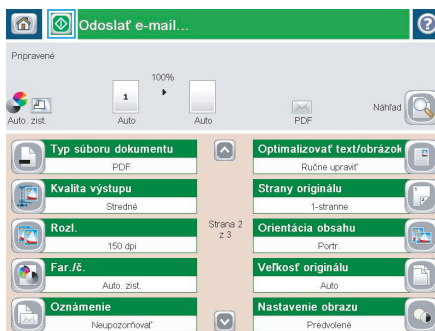 Odoslať e-mail...
?
Pripravené
100%
1
Auto. zist.
Auto
Auto
PDF
Náhľad
Typ súboru dokumentu
PDF
Optimalizovať text/obrázok
Ručne upraviť
Kvalita výstupu
Stredné
Strany originálu
1-stranne
Rozl.
150 dpi
Strana 2
z 3
Orientácia obsahu
Portr.
Far./č.
Auto. zist.
Veľkosť originálu
Auto
Oznámenie
Neupozorňovať
Nastavenie obrazu
Predvolené